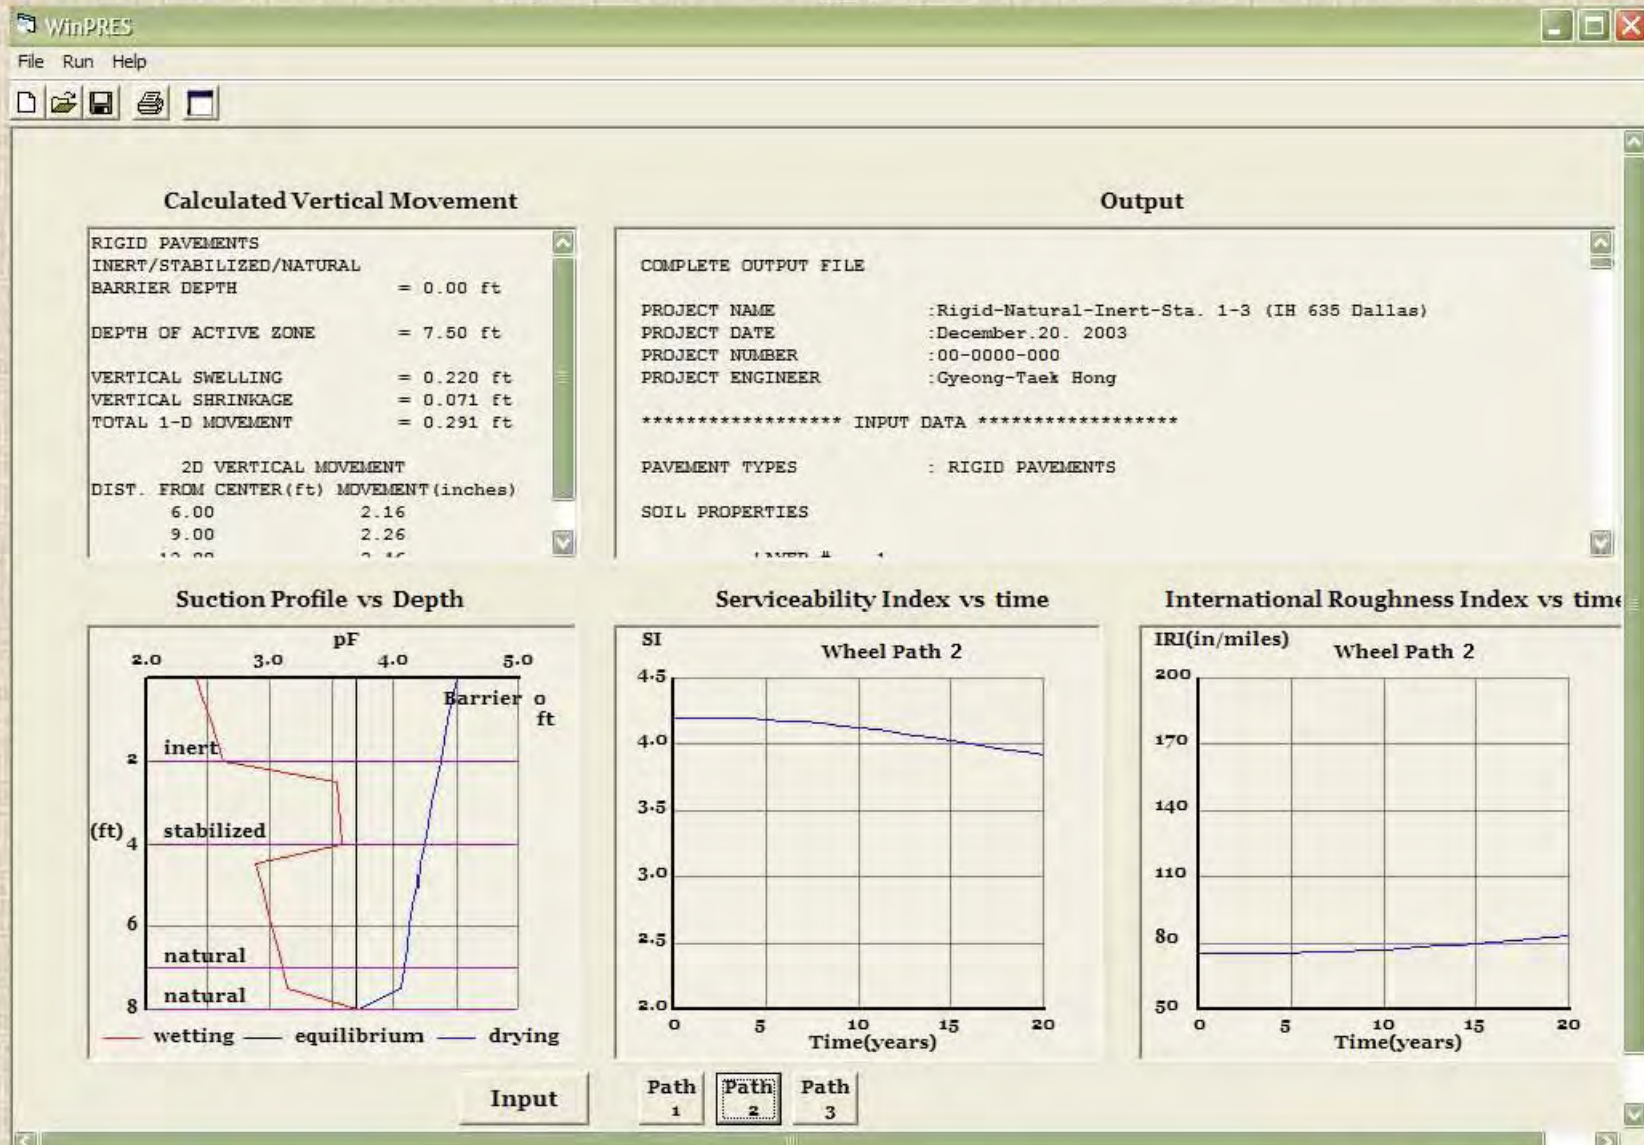 WinPRES
File Run Help
Calculated Vertical Movement
RIGID PAVEMENTS
INERT/STABILIZED/NATURAL
BARRIER DEPTH = 0.00 ft
DEPTH OF ACTIVE ZONE = 7.50 ft
VERTICAL SWELLING = 0.220 ft
VERTICAL SHRINKAGE = 0.071 ft
TOTAL 1-D MOVEMENT = 0.291 ft
2D VERTICAL MOVEMENT
DIST. FROM CENTER(ft) MOVEMENT(inches)
6.00 2.16
9.00 2.26
Output
COMPLETE OUTPUT FILE
PROJECT NAME :Rigid-Natural-Inert-Sta. 1-3 (IH 635 Dallas)
PROJECT DATE :December.20. 2003
PROJECT NUMBER :00-0000-000
PROJECT ENGINEER :Gyeong-Taek Hong
****************** INPUT DATA ******************
PAVEMENT TYPES : RIGID PAVEMENTS
SOIL PROPERTIES
LAYER # 1
Suction Profile vs Depth
pF
2.0 3.0 4.0 5.0
Barrier 0
ft
inert
2
(ft)
stabilized
4
6
natural
natural
8
wetting equilibrium drying
Serviceability Index vs time
SI
Wheel Path 2
4.5
4.0
3.5
3.0
2.5
2.0
0 5 10 15 20
Time(years)
International Roughness Index vs time
IRI(in/miles)
Wheel Path 2
200
170
140
110
80
50
0 5 10 15 20
Time(years)
Input
Path 1
Path 2
Path 3